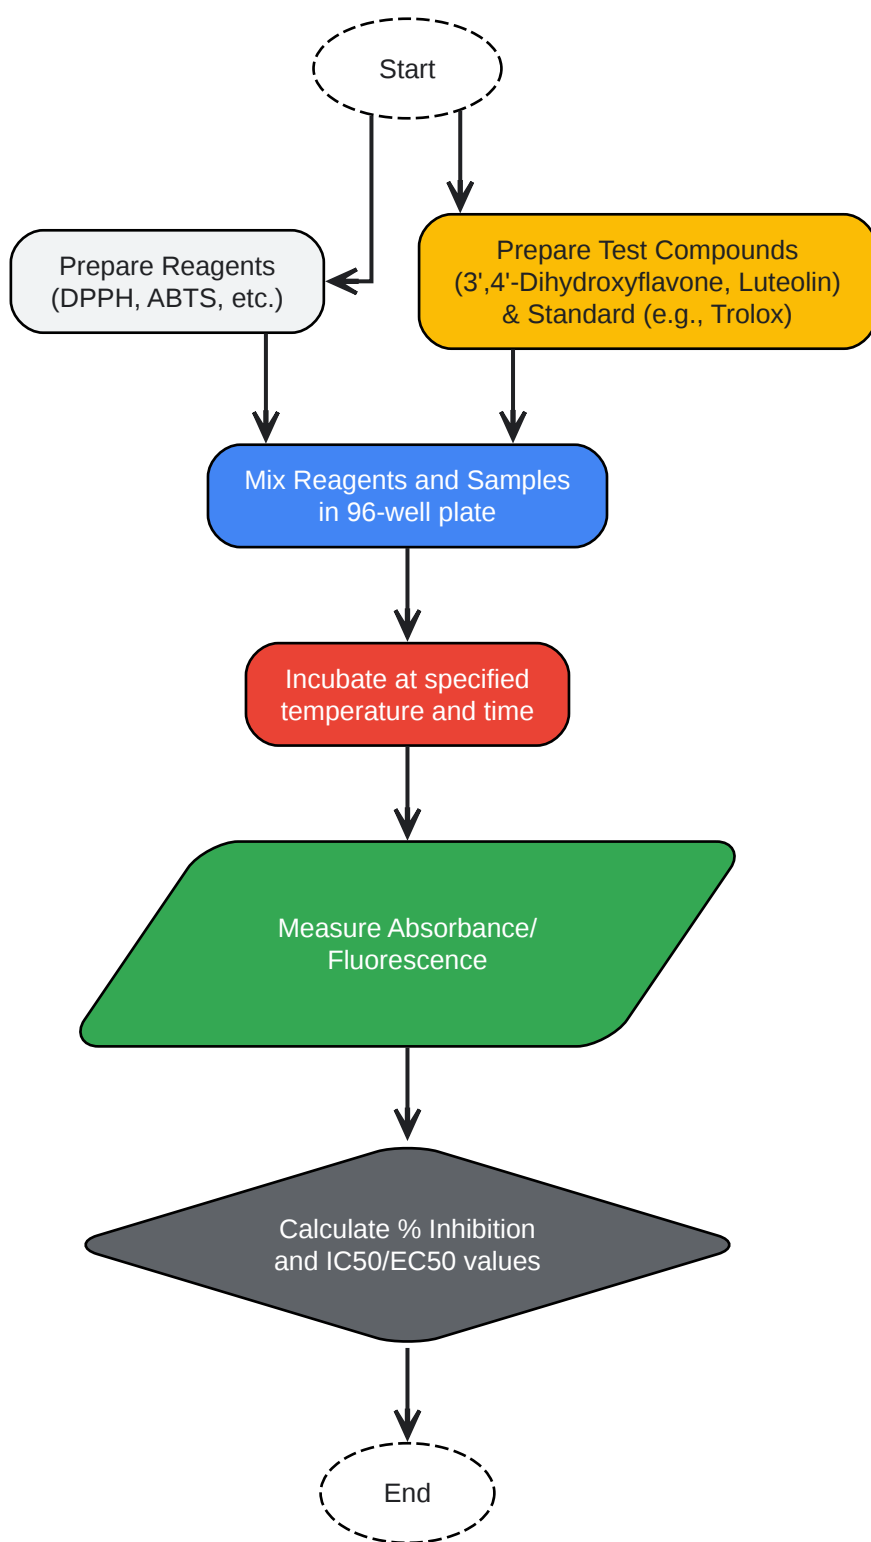 Start
Prepare Reagents
(DPPH, ABTS, etc.)
Prepare Test Compounds
(3',4'-Dihydroxyflavone, Luteolin)
& Standard (e.g., Trolox)
Mix Reagents and Samples
in 96-well plate
Incubate at specified
temperature and time
Measure Absorbance/
Fluorescence
Calculate % Inhibition
and IC50/EC50 values
End